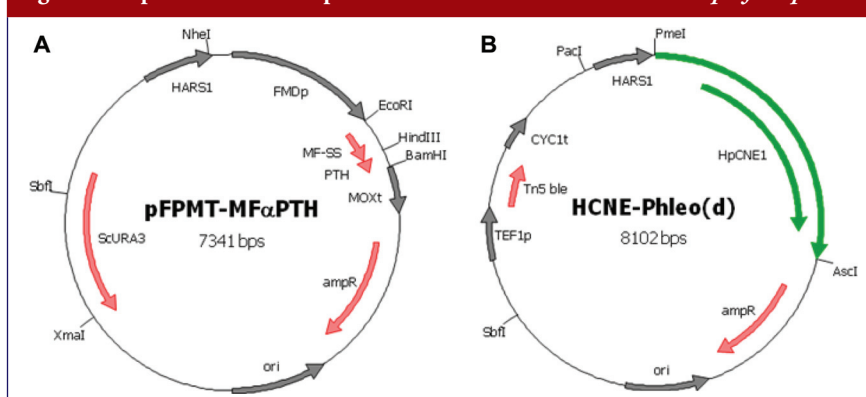 A
NheI
HARS1
FMDp
EcoRI
HindIII
BamHI
MF-SS
PTH
MOXt
SbfI
pFPMT-MFαPTH
7341 bps
ScURA3
ampR
XmaI
ori
B
PmeI
PacI
HARS1
CYC1t
HpCNE1
Tn5 ble
HCNE-Phleo(d)
8102 bps
TEF1p
AscI
SbfI
ampR
ori